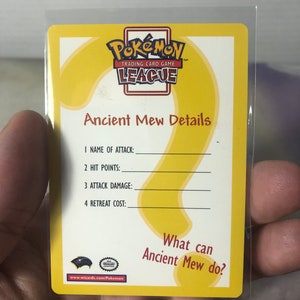 POKéMON
TRADING CARD GAME
LEAGUE
Ancient Mew Details
1 NAME OF ATTACK:
2 HIT POINTS:
3 ATTACK DAMAGE:
4 RETREAT COST:
What can
Ancient Mew do?
www.wizards.com/Pokemon